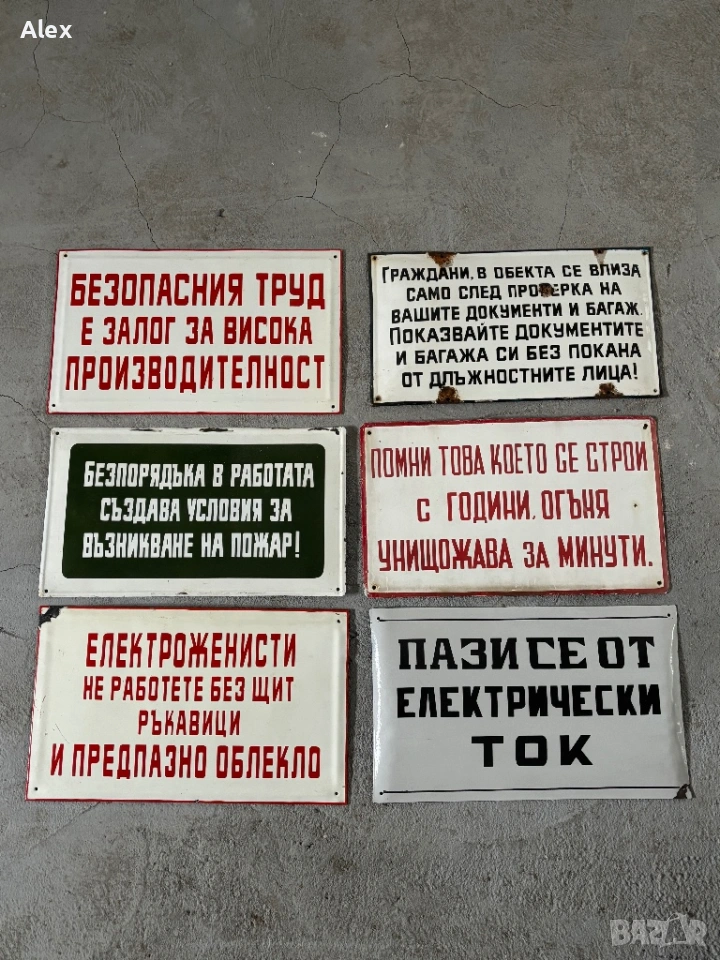 Alex
БЕЗОПАСНИЯ ТРУД
Е ЗАЛОГ ЗА ВИСОКА
ПРОИЗВОДИТЕЛНОСТ
ГРАЖДАНИ, В ОБЕКТА СЕ ВЛИЗА
САМО СЛЕД ПРОВЕРКА НА
ВАШИТЕ ДОКУМЕНТИ И БАГАЖ.
ПОКАЗВАЙТЕ ДОКУМЕНТИТЕ
И БАГАЖА СИ БЕЗ ПОКАНА
ОТ ДЛЪЖНОСТНИТЕ ЛИЦА!
БЕЗПОРЯДЪКА В РАБОТАТА
СЪЗДАВА УСЛОВИЯ ЗА
ВЪЗНИКВАНЕ НА ПОЖАР!
ПОМНИ ТОВА КОЕТО СЕ СТРОИ
С ГОДИНИ, ОГЪНЯ
УНИЩОЖАВА ЗА МИНУТИ.
ЕЛЕКТРОЖЕНИСТИ
НЕ РАБОТЕТЕ БЕЗ ЩИТ
РЪКАВИЦИ
И ПРЕДПАЗНО ОБЛЕКЛО
ПАЗИ СЕ ОТ
ЕЛЕКТРИЧЕСКИ
ТОК
BAZAR